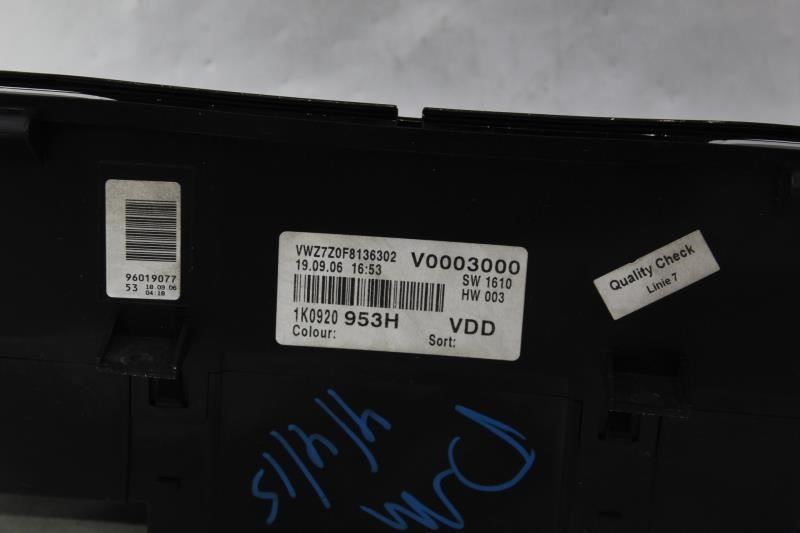 96019077
53 18.09.06
04:18
VWZ7Z0F8136302 V0003000
19.09.06 16:53 SW 1610
HW 003
1K0920 953H VDD
Colour: Sort:
Quality Check
Linie 7
4/4/15